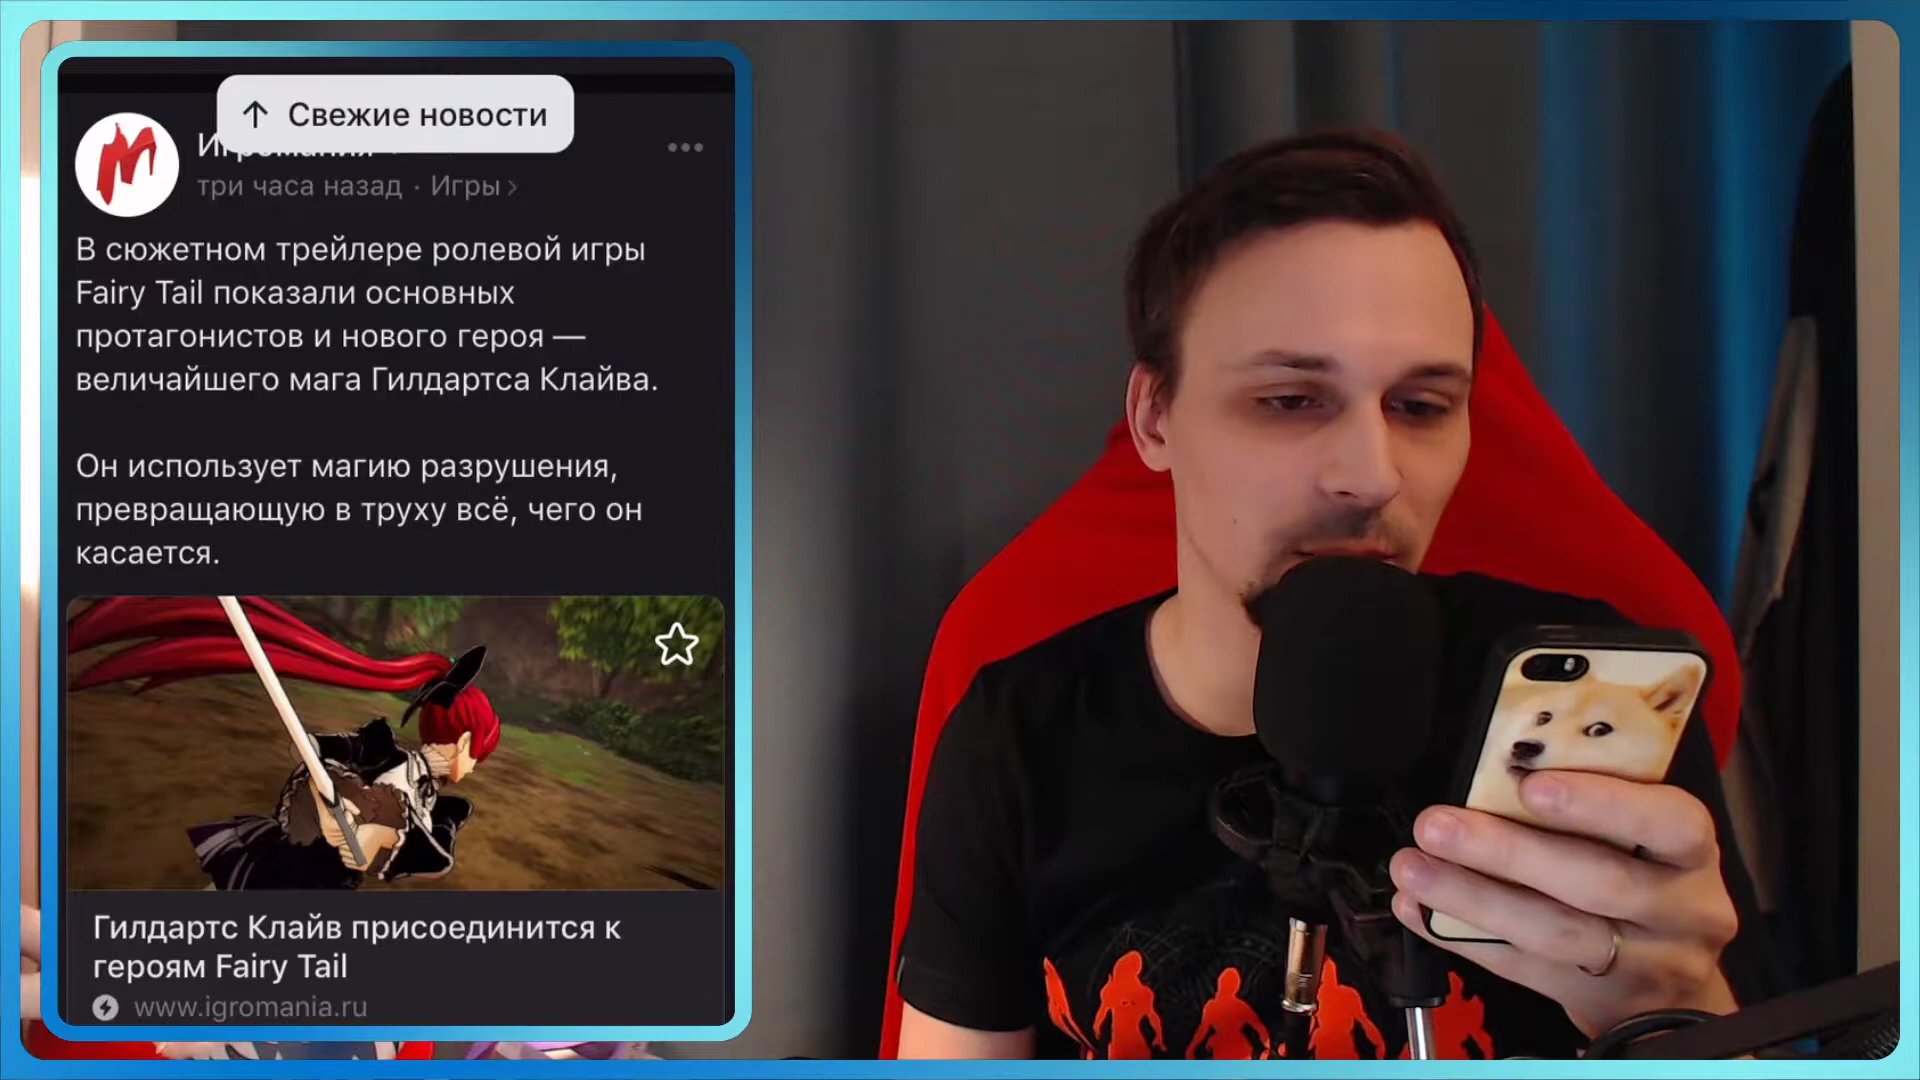 Свежие новости
три часа назад · Игры
В сюжетном трейлере ролевой игры
Fairy Tail показали основных
протагонистов и нового героя —
величайшего мага Гилдартса Клайва.
Он использует магию разрушения,
превращающую в труху всё, чего он
касается.
Гилдартс Клайв присоединится к
героям Fairy Tail
www.igromania.ru